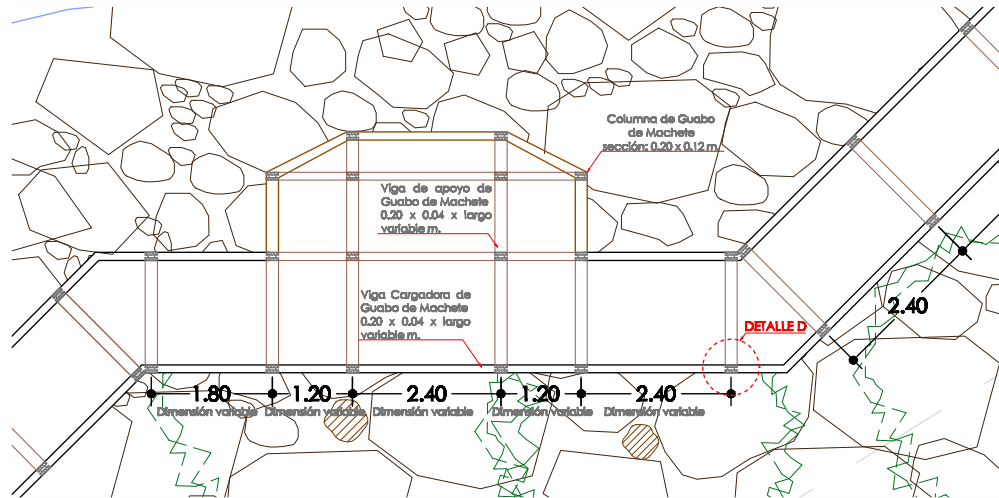 Columna de Guabo
de Machete
sección: 0.20 x 0.12 m.
Viga de apoyo de
Guabo de Machete
0.20 x 0.04 x largo
variable m.
Viga Cargadora de
Guabo de Machete
0.20 x 0.04 x largo
variable m.
2.40
DETALLE D
1.80
1.20
2.40
1.20
2.40
Dimensión variable
Dimensión variable
Dimensión variable
Dimensión variable
Dimensión variable